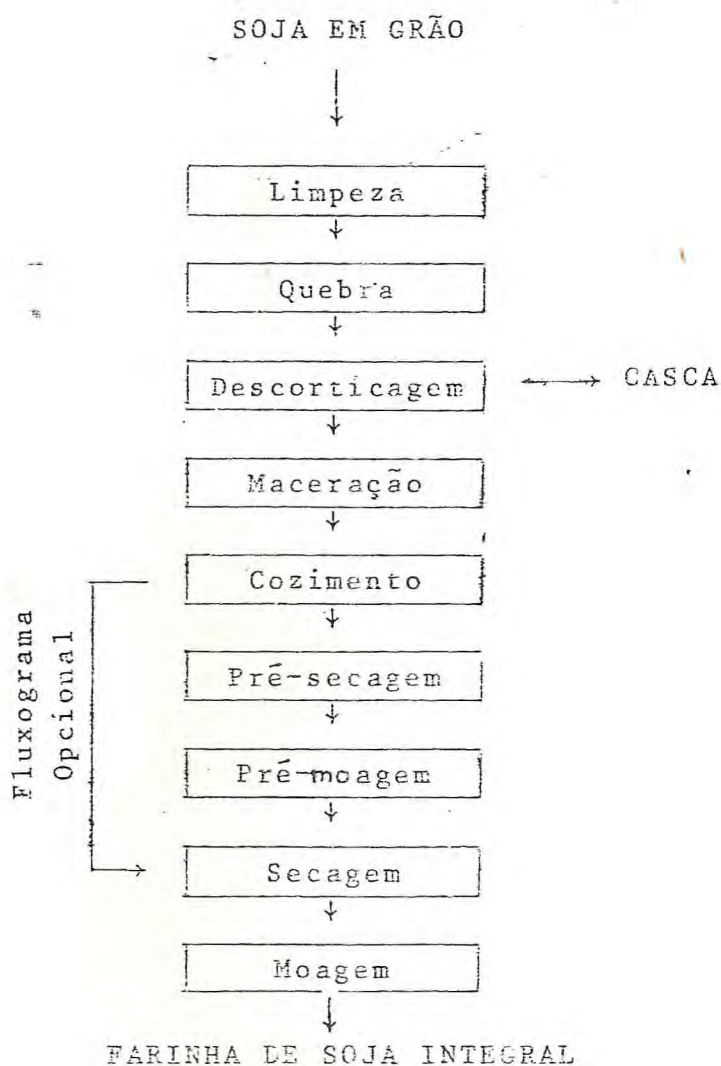 SOJA EM GRÃO
Limpeza
Quebra
Descorticagem
CASCA
Maceração
Cozimento
Fluxograma
Opcional
Pré-secagem
Pré-moagem
Secagem
Moagem
FARINHA DE SOJA INTEGRAL